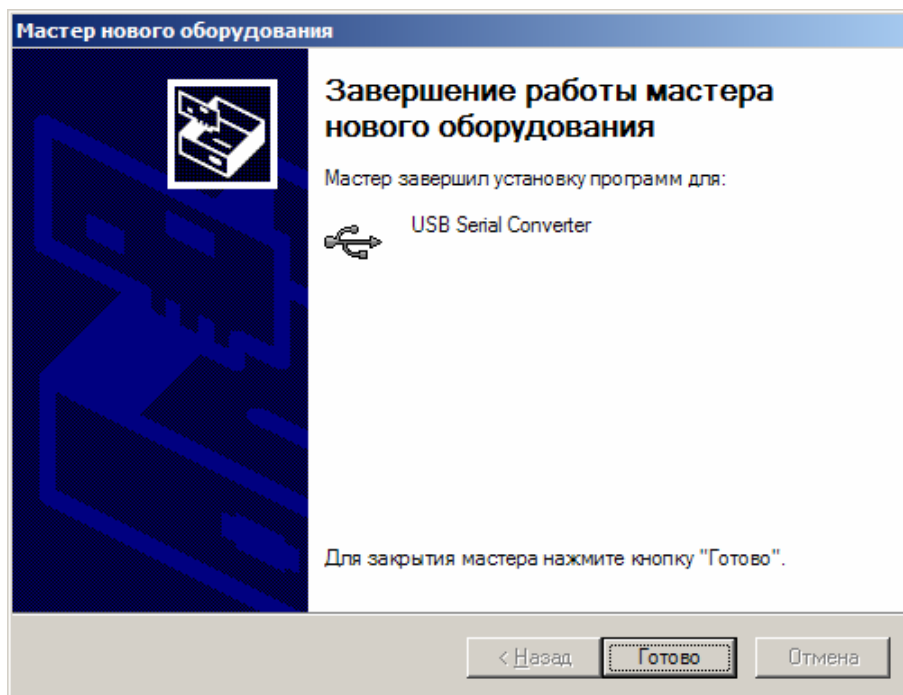 Мастер нового оборудования
Завершение работы мастера
нового оборудования
Мастер завершил установку программ для:
USB Serial Converter
Для закрытия мастера нажмите кнопку "Готово".
< Назад
Готово
Отмена